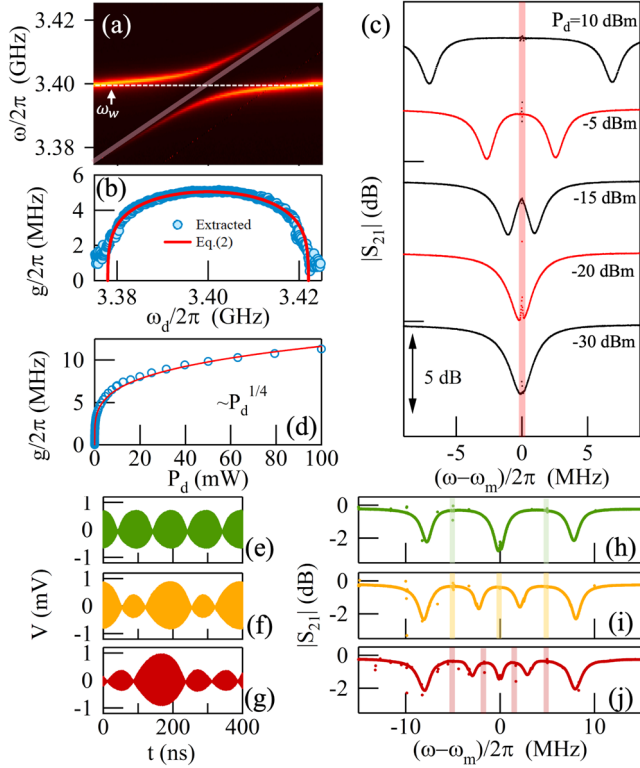 (a)
ω/2π (GHz)
3.42
3.40
3.38
ω_w
(b)
g/2π (MHz)
6
4
2
0
Extracted
Eq.(2)
3.38 3.40 3.42
ω_d/2π (GHz)
(d)
g/2π (MHz)
10
5
0
~P_d^1/4
0 20 40 60 80 100
P_d (mW)
(c)
|S_21| (dB)
P_d=10 dBm
-5 dBm
-15 dBm
-20 dBm
-30 dBm
5 dB
-5 0 5
(ω−ω_m)/2π (MHz)
V (mV)
1
0
-1
(e)
1
0
-1
(f)
1
0
-1
(g)
0 200 400
t (ns)
|S_21| (dB)
0
-2
(h)
0
-2
(i)
0
-2
(j)
-10 0 10
(ω−ω_m)/2π (MHz)